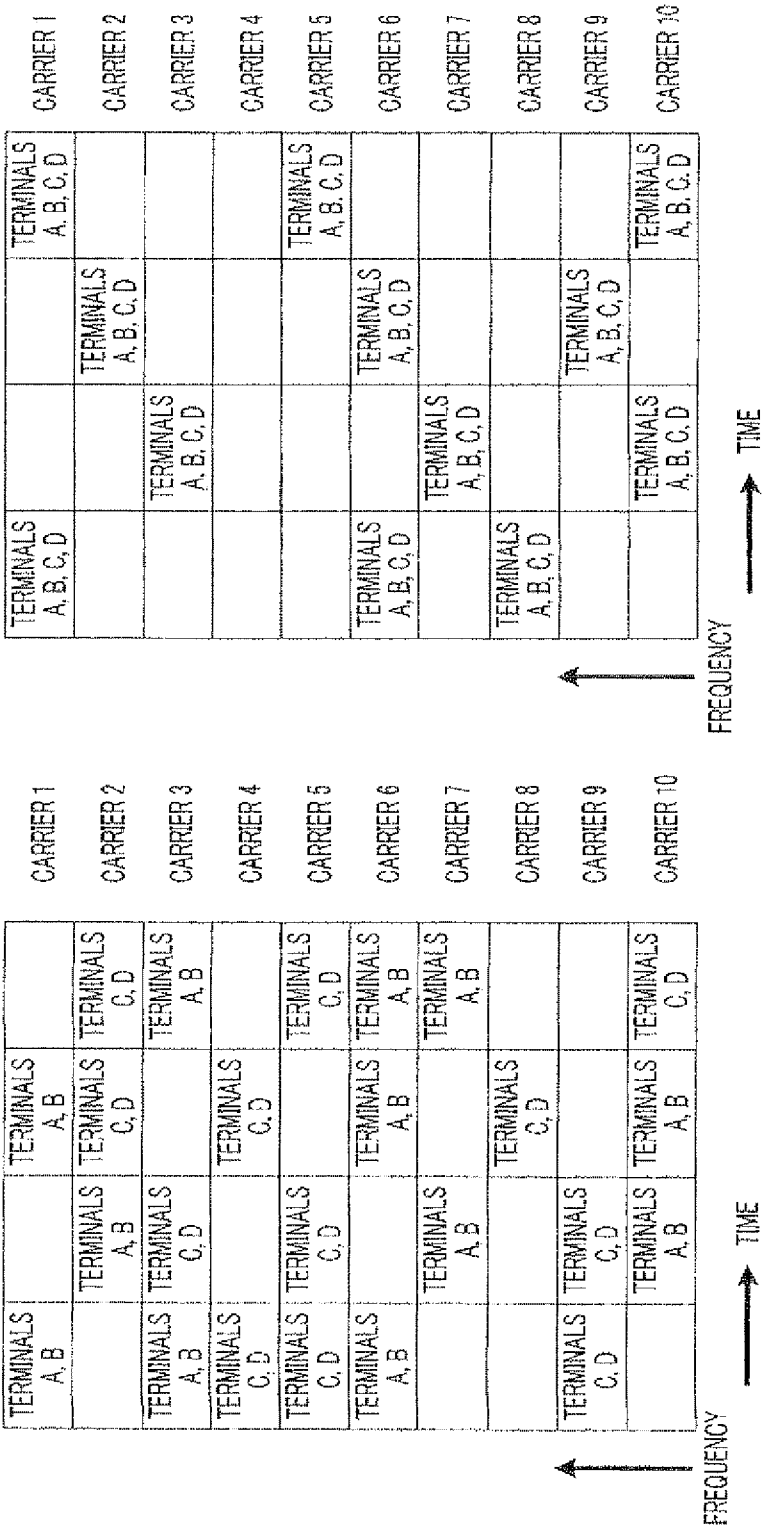 TERMINALS TERMINALS CARRIER 1
A, B A, B
TERMINALS TERMINALS TERMINALS CARRIER 2
A, B C, D C, D
TERMINALS TERMINALS TERMINALS CARRIER 3
A, B C, D A, B
TERMINALS TERMINALS CARRIER 4
C, D C, D
TERMINALS TERMINALS TERMINALS CARRIER 5
C, D C, D C, D
TERMINALS TERMINALS TERMINALS CARRIER 6
A, B A, B A, B
TERMINALS TERMINALS CARRIER 7
A, B A, B
TERMINALS CARRIER 8
C, D
TERMINALS TERMINALS CARRIER 9
C, D C, D
TERMINALS TERMINALS TERMINALS CARRIER 10
A, B A, B C, D
FREQUENCY
TIME
TERMINALS TERMINALS CARRIER 1
A, B, C, D A, B, C, D
TERMINALS CARRIER 2
A, B, C, D
TERMINALS CARRIER 3
A, B, C, D
CARRIER 4
TERMINALS CARRIER 5
A, B, C, D
TERMINALS TERMINALS CARRIER 6
A, B, C, D A, B, C, D
TERMINALS CARRIER 7
A, B, C, D
TERMINALS CARRIER 8
A, B, C, D
TERMINALS CARRIER 9
A, B, C, D
TERMINALS TERMINALS CARRIER 10
A, B, C, D A, B, C, D
FREQUENCY
TIME